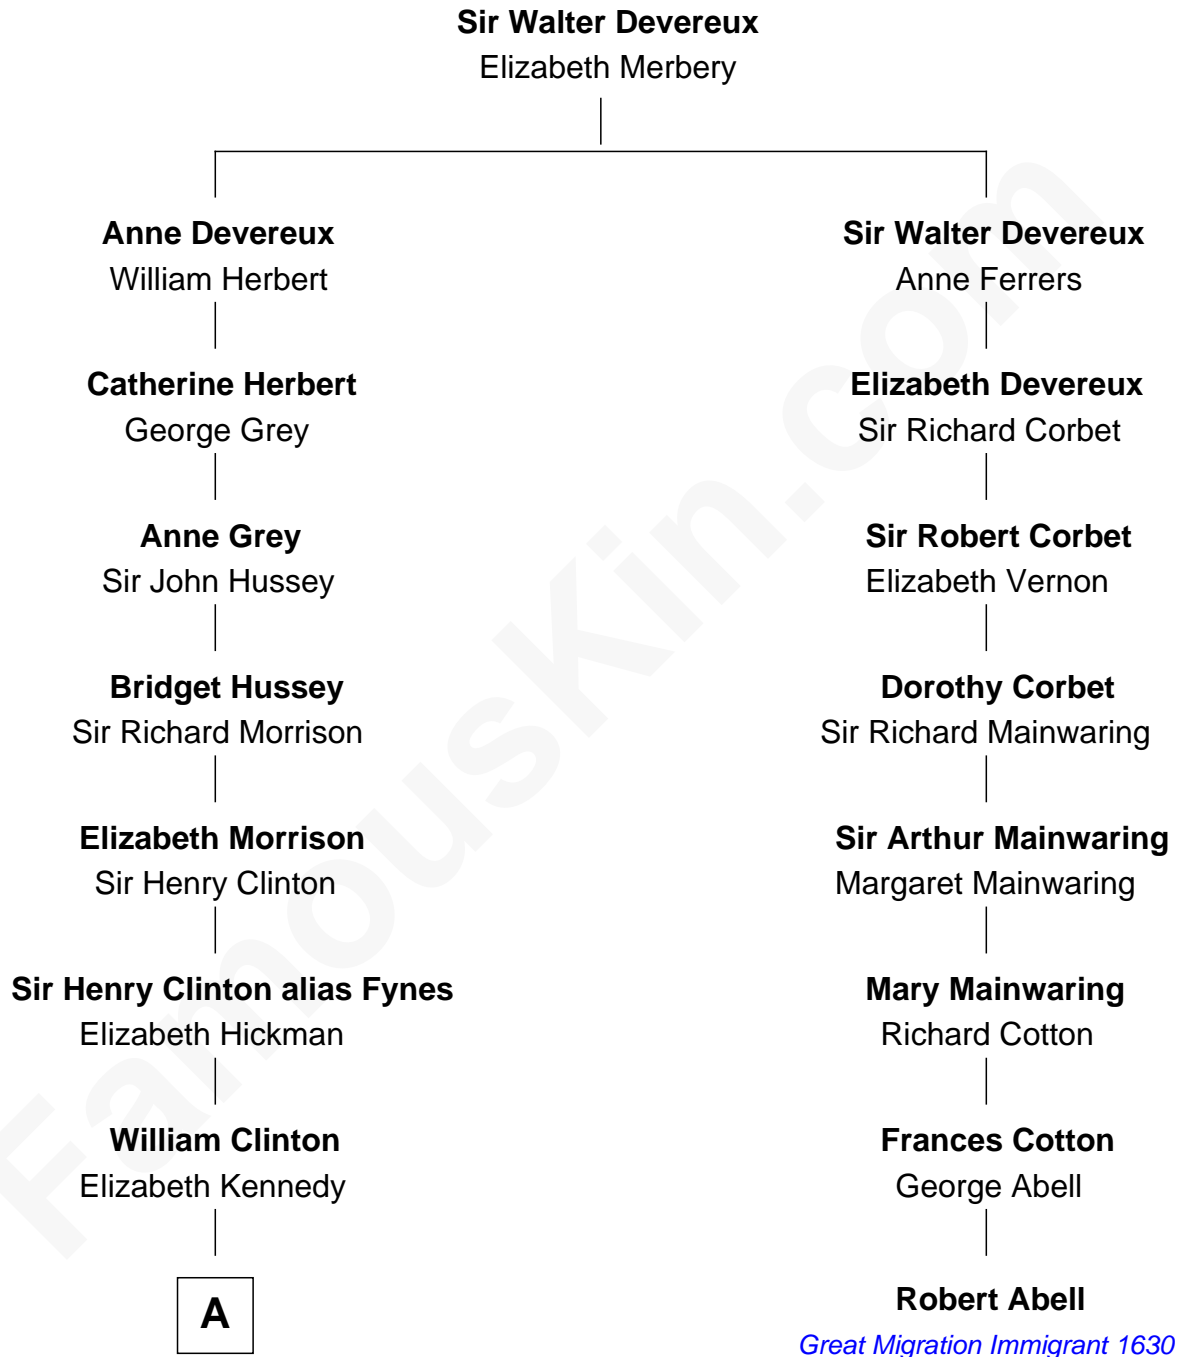 Sir Walter Devereux
Elizabeth Merbery
Anne Devereux
William Herbert
Catherine Herbert
George Grey
Anne Grey
Sir John Hussey
Bridget Hussey
Sir Richard Morrison
Elizabeth Morrison
Sir Henry Clinton
Sir Henry Clinton alias Fynes
Elizabeth Hickman
William Clinton
Elizabeth Kennedy
A
Sir Walter Devereux
Anne Ferrers
Elizabeth Devereux
Sir Richard Corbet
Sir Robert Corbet
Elizabeth Vernon
Dorothy Corbet
Sir Richard Mainwaring
Sir Arthur Mainwaring
Margaret Mainwaring
Mary Mainwaring
Richard Cotton
Frances Cotton
George Abell
Robert Abell
Great Migration Immigrant 1630
FamousKin.com